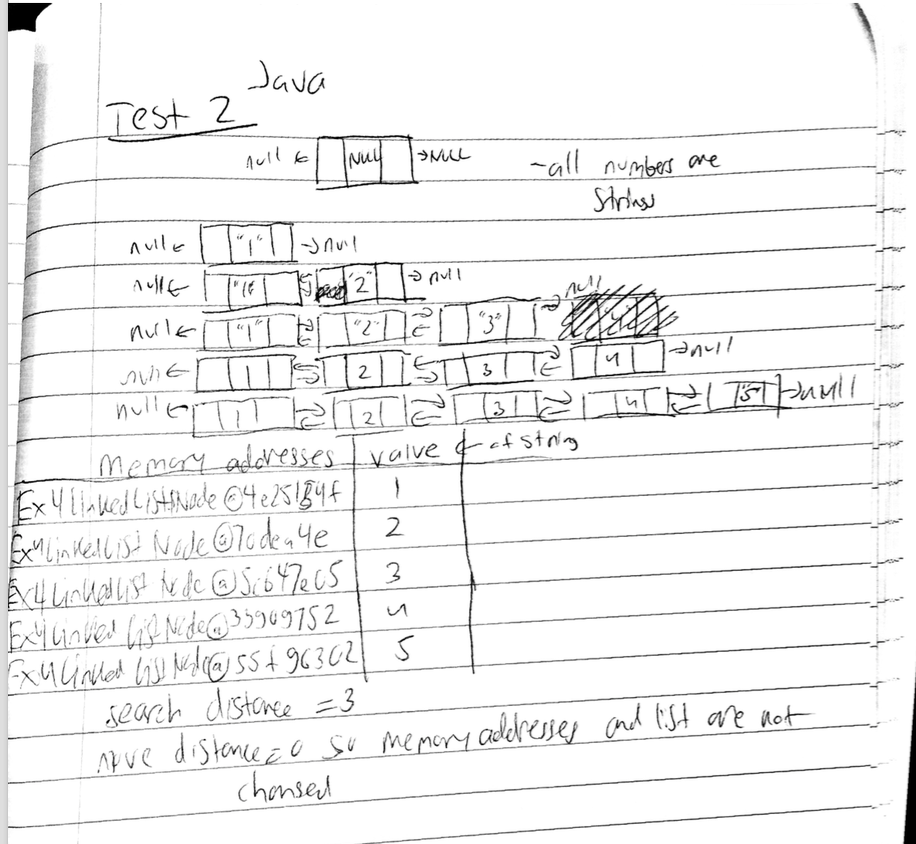 Java
Test 2
null ← NULL → NULL - all numbers are
Strings
null ← "1" → null
null ← "1" "2" → null
null ← "1" "2" "3" → null
null ← 1 2 3 4 → null
null ← 1 2 3 4 "5" → null
Memory addresses value ← of string
Ex4LinkedListNode@4e25154f 1
Ex4LinkedListNode@70dea4e 2
Ex4LinkedListNode@5c647e05 3
Ex4LinkedListNode@33909752 4
Ex4LinkedListNode@55f96302 5
search distance = 3
move distance = 0 so memory addresses and list are not
changed